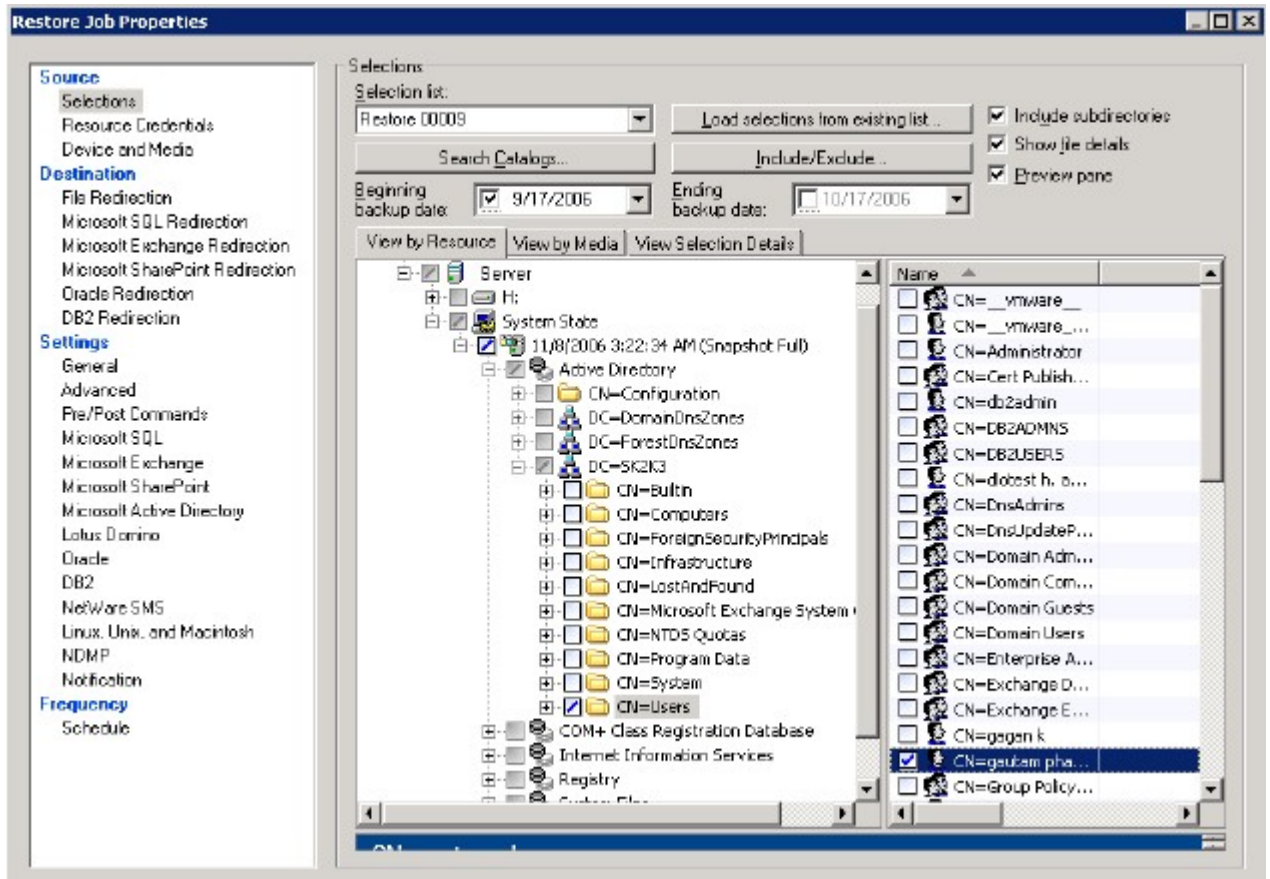 Restore Job Properties
Source
Selections
Resource Credentials
Device and Media
Destination
File Redirection
Microsoft SQL Redirection
Microsoft Exchange Redirection
Microsoft SharePoint Redirection
Oracle Redirection
DB2 Redirection
Settings
General
Advanced
Pre/Post Commands
Microsoft SQL
Microsoft Exchange
Microsoft SharePoint
Microsoft Active Directory
Lotus Domino
Oracle
DB2
NetWare SMS
Linux, Unix, and Macintosh
NDMP
Notification
Frequency
Schedule
Selections
Selection list:
Restore 00009
Load selections from existing list...
Include subdirectories
Search Catalogs...
Include/Exclude...
Show file details
Preview pane
Beginning backup date:
9/17/2006
Ending backup date:
10/17/2006
View by Resource
View by Media
View Selection Details
Server
H:
System State
11/8/2006 3:22:34 AM (Snapshot Full)
Active Directory
CN=Configuration
DC=DomainDnsZones
DC=ForestDnsZones
DC=SK2K3
CN=Builtin
CN=Computers
CN=ForeignSecurityPrincipals
CN=Infrastructure
CN=LostAndFound
CN=Microsoft Exchange System
CN=NTDS Quotas
CN=Program Data
CN=System
CN=Users
COM+ Class Registration Database
Internet Information Services
Registry
Name
CN=__vmware__
CN=__vmware_...
CN=Administrator
CN=Cert Publish...
CN=db2admin
CN=DB2ADMNS
CN=DB2USERS
CN=dlotest h. a...
CN=DnsAdmins
CN=DnsUpdateP...
CN=Domain Adm...
CN=Domain Com...
CN=Domain Guests
CN=Domain Users
CN=Enterprise A...
CN=Exchange D...
CN=Exchange E...
CN=gagan k
CN=gautam pha...
CN=Group Policy...